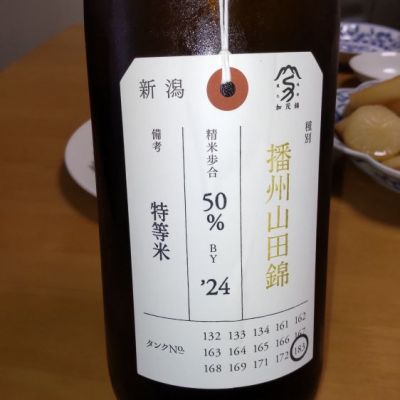 新潟
加茂錦
種別
播州山田錦
精米歩合
50%
BY
'24
備考
特等米
タンクNo.
132 133 134 161 162
163 164 165 166 167
168 169 171 172 183